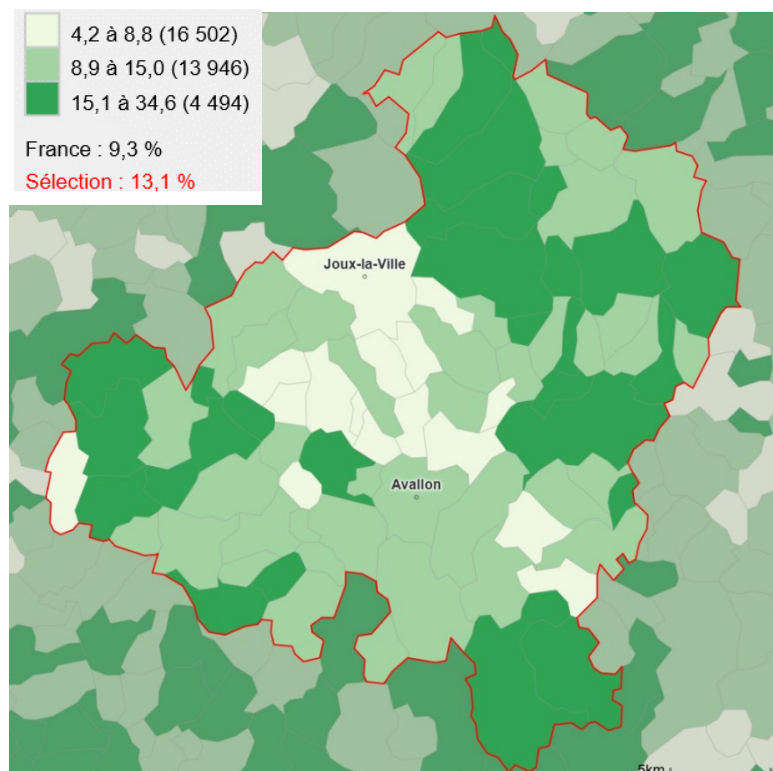 4,2 à 8,8 (16 502)
8,9 à 15,0 (13 946)
15,1 à 34,6 (4 494)
France : 9,3 %
Sélection : 13,1 %
Joux-la-Ville
Avallon
5km